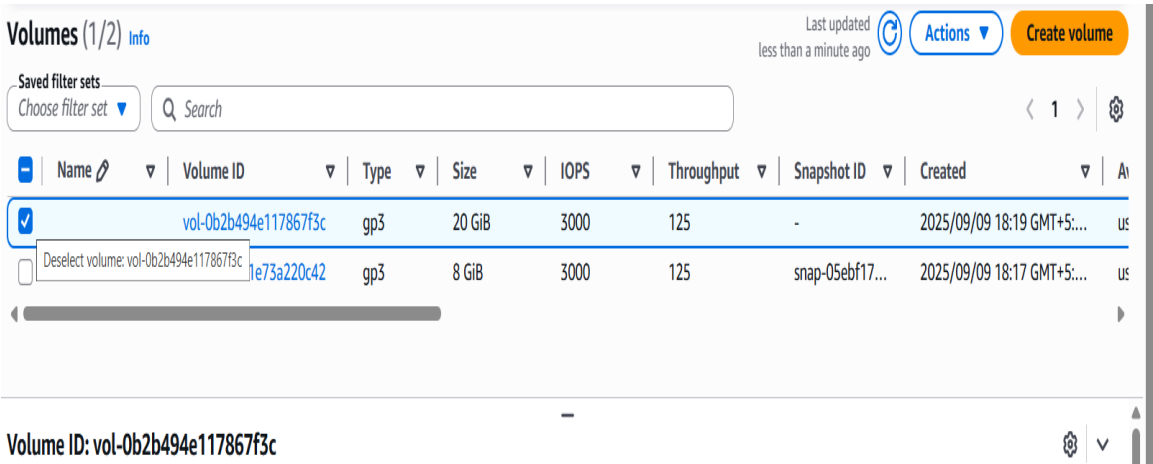 Volumes (1/2) Info
Last updated
less than a minute ago
Actions
Create volume
Saved filter sets
Choose filter set
Search
1
Name Volume ID Type Size IOPS Throughput Snapshot ID Created
vol-0b2b494e117867f3c gp3 20 GiB 3000 125 - 2025/09/09 18:19 GMT+5:... us
Deselect volume: vol-0b2b494e117867f3c
1e73a220c42 gp3 8 GiB 3000 125 snap-05ebf17... 2025/09/09 18:17 GMT+5:... us
Volume ID: vol-0b2b494e117867f3c